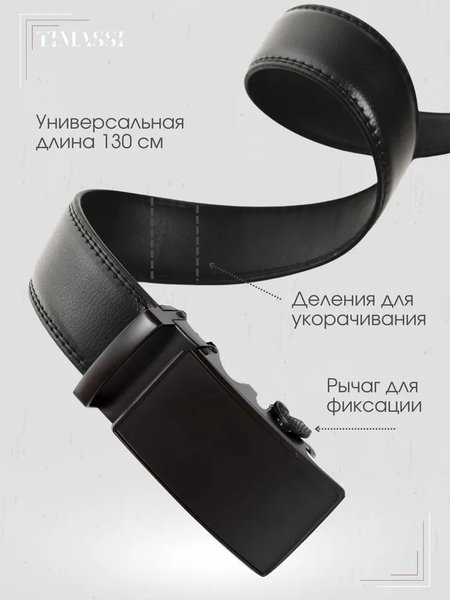 TIMASSI
Универсальная
длина 130 см
Деления для
укорачивания
Рычаг для
фиксации